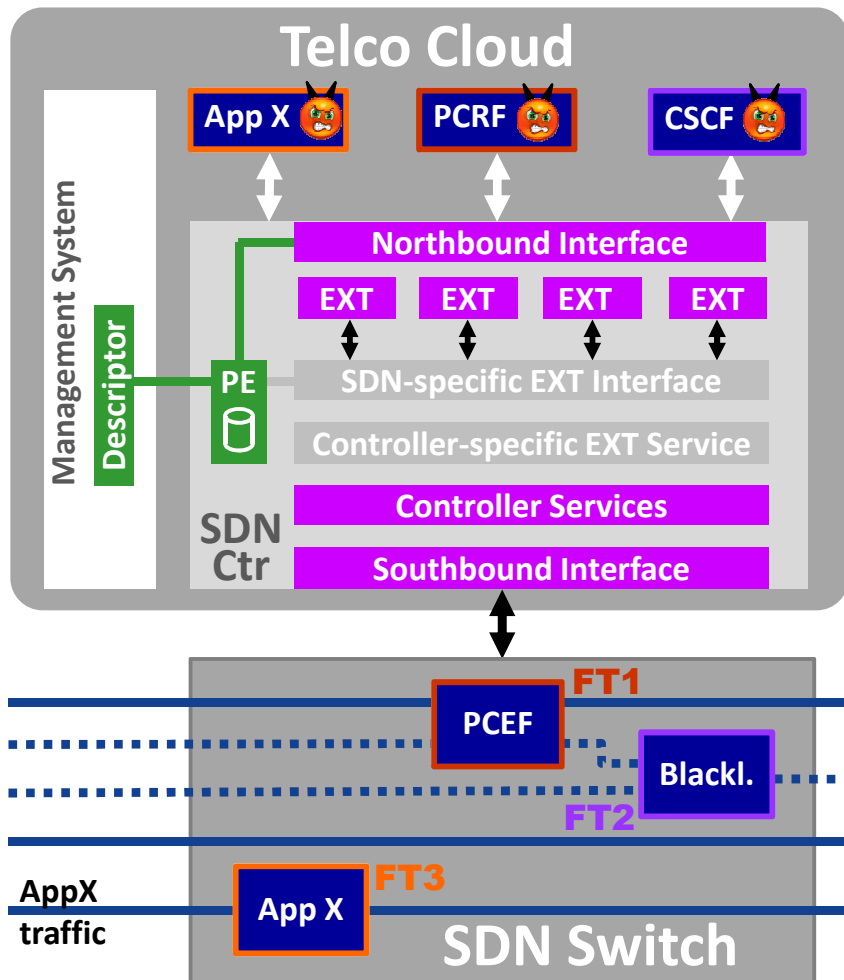 Telco Cloud
App X
PCRF
CSCF
Management System
Descriptor
Northbound Interface
EXT
EXT
EXT
EXT
PE
SDN-specific EXT Interface
Controller-specific EXT Service
Controller Services
SDN
Ctr
Southbound Interface
FT1
PCEF
Blackl.
FT2
AppX
traffic
FT3
App X
SDN Switch